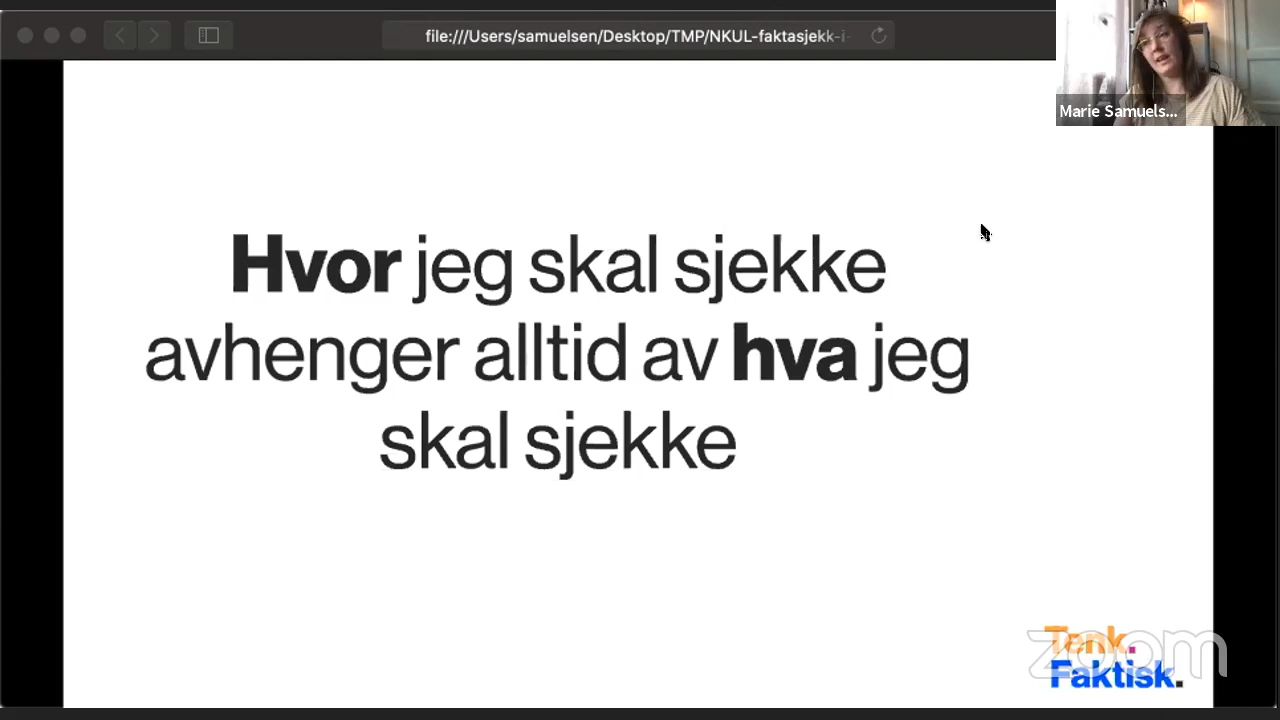 file:///Users/samuelsen/Desktop/TMP/NKUL-faktasjekk-i-
Marie Samuels...
Hvor jeg skal sjekke
avhenger alltid av hva jeg
skal sjekke
Tenk.
zoom
Faktisk.